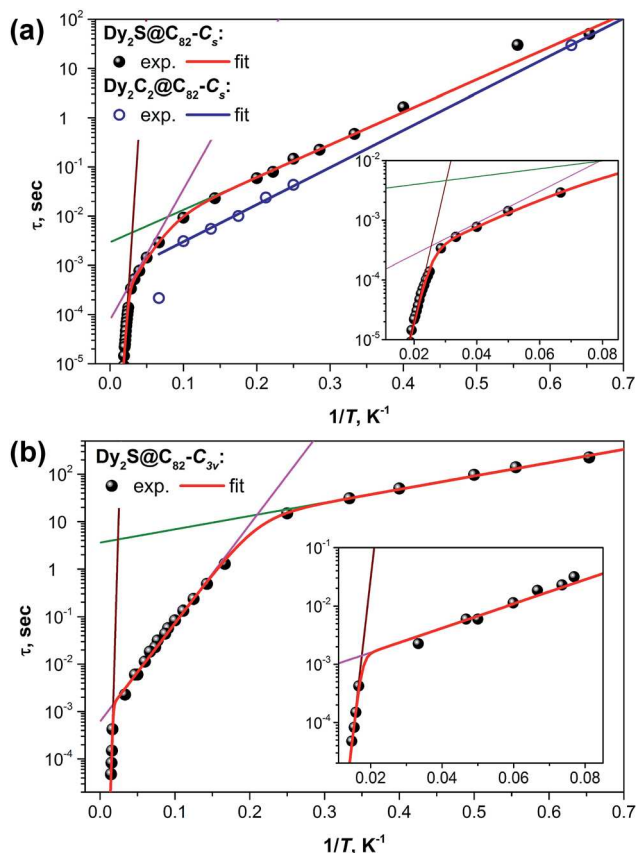 (a)
Dy₂S@C₈₂-Cₛ:
exp. fit
Dy₂C₂@C₈₂-Cₛ:
exp. fit
10²
10
1
10⁻¹
10⁻²
10⁻³
10⁻⁴
10⁻⁵
τ, sec
0.0 0.1 0.2 0.3 0.4 0.5 0.6 0.7
1/T, K⁻¹
10⁻²
10⁻³
10⁻⁴
10⁻⁵
0.02 0.04 0.06 0.08
(b)
Dy₂S@C₈₂-C₃ᵥ:
exp. fit
10²
10
1
10⁻¹
10⁻²
10⁻³
10⁻⁴
τ, sec
0.0 0.1 0.2 0.3 0.4 0.5 0.6 0.7
1/T, K⁻¹
10⁻¹
10⁻²
10⁻³
10⁻⁴
0.02 0.04 0.06 0.08